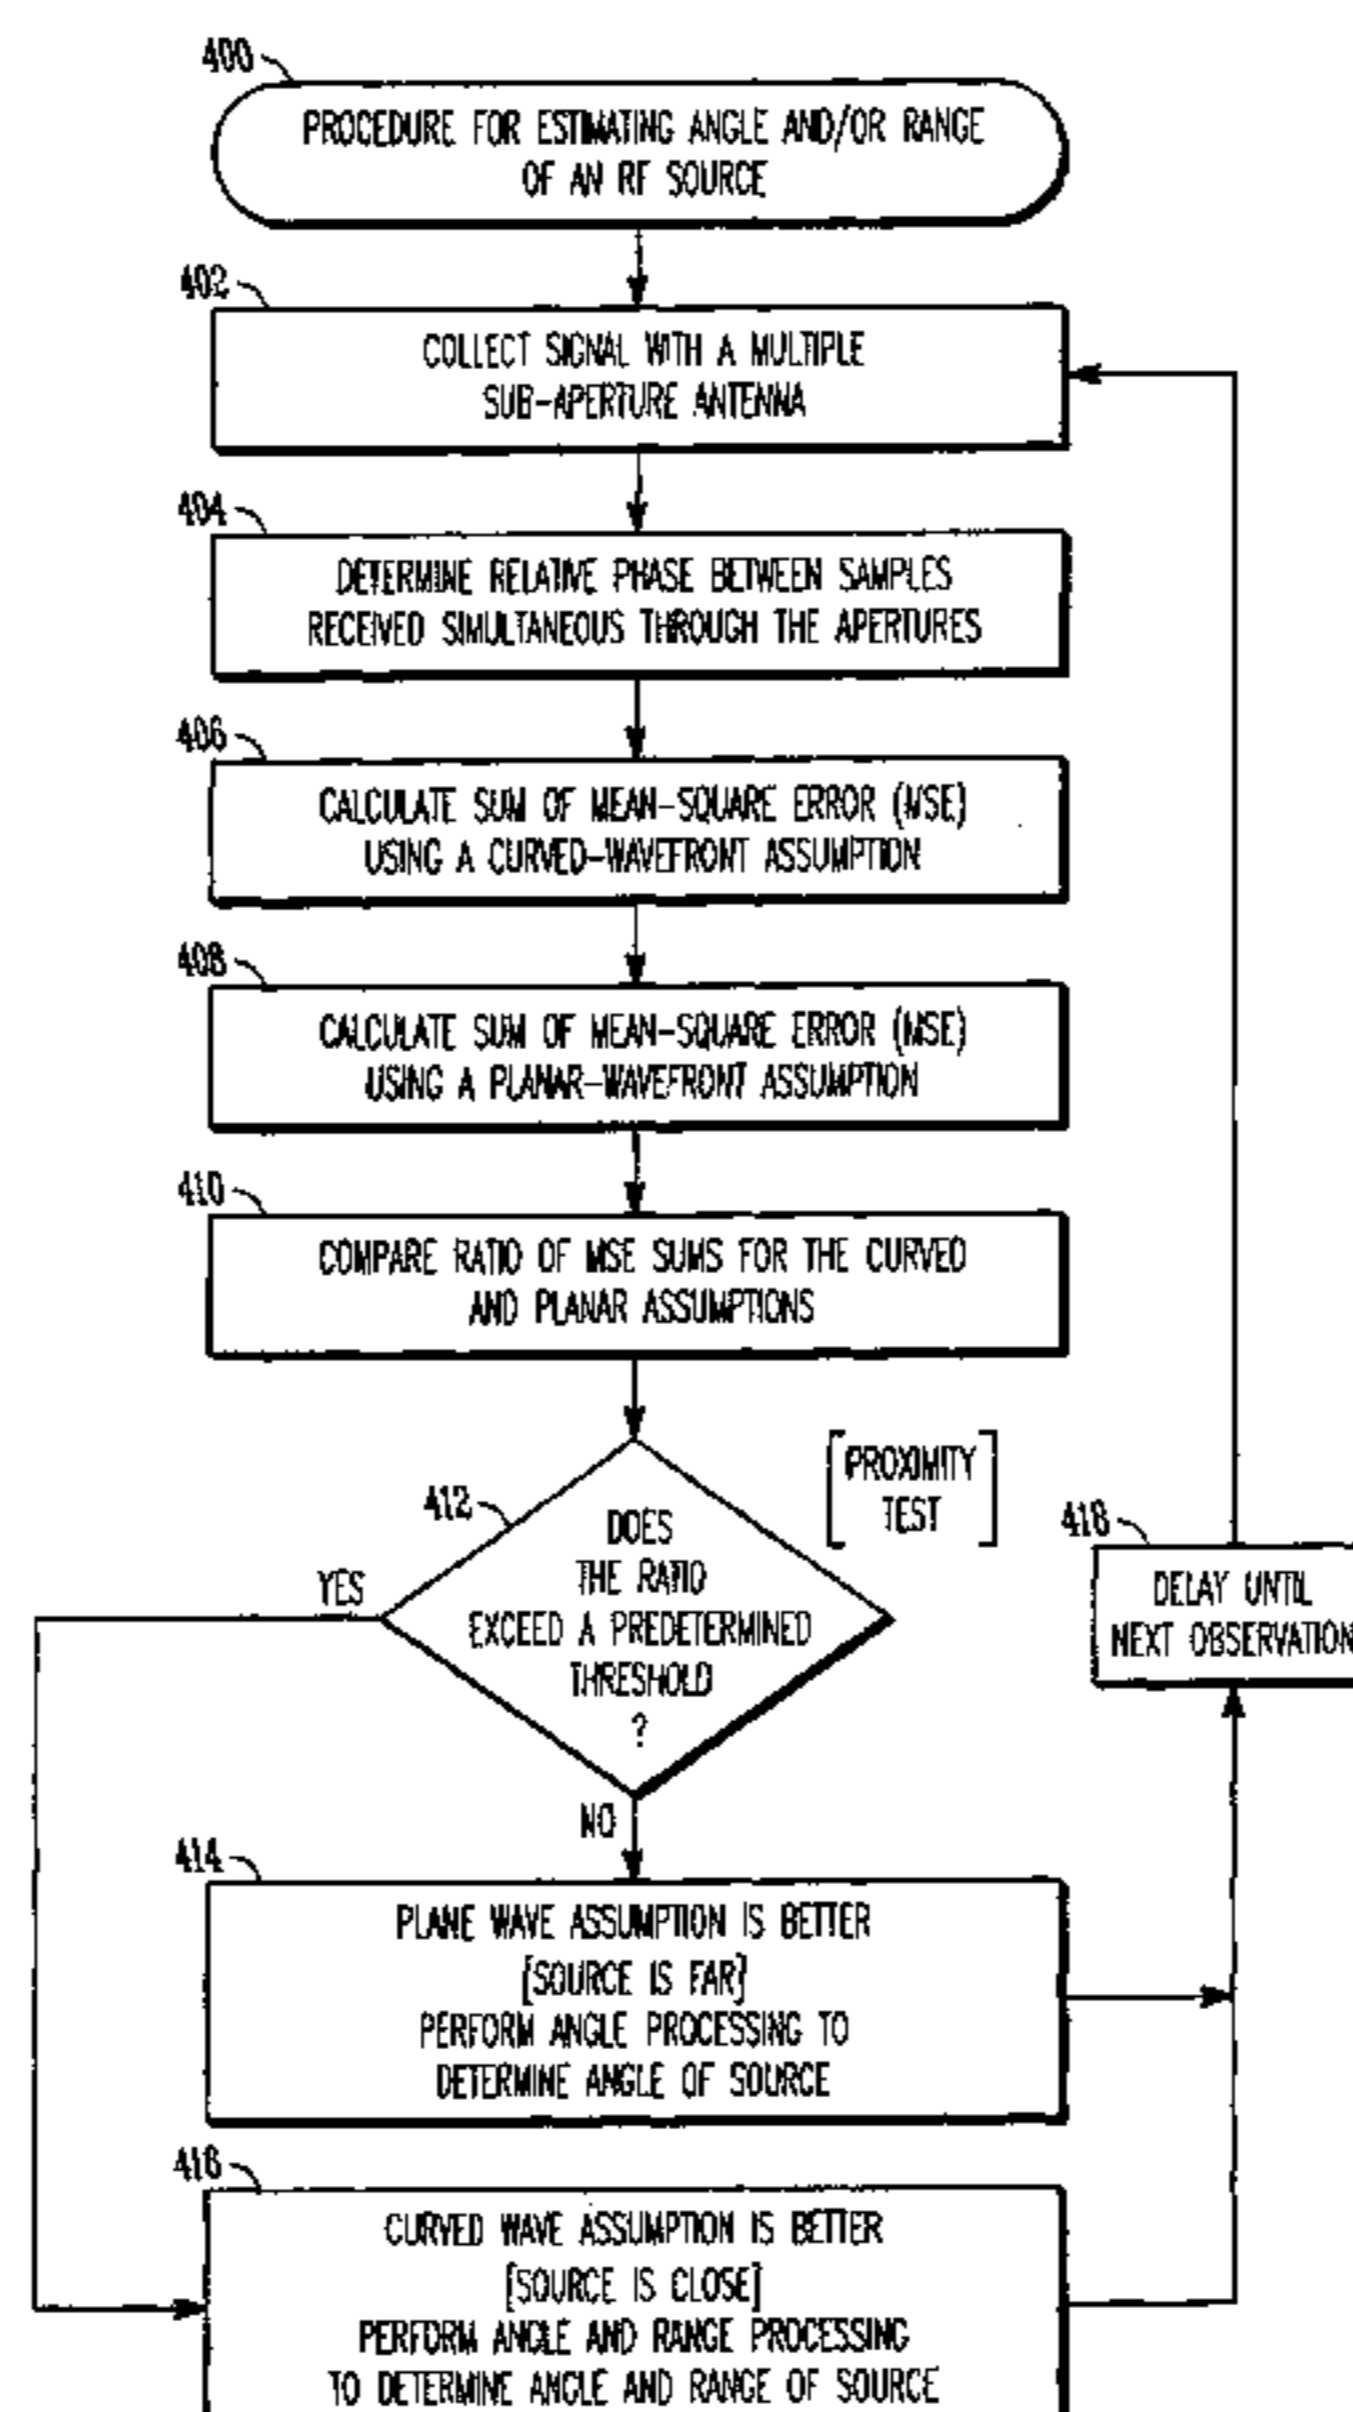 400
PROCEDURE FOR ESTIMATING ANGLE AND/OR RANGE
OF AN RF SOURCE
402
COLLECT SIGNAL WITH A MULTIPLE
SUB-APERTURE ANTENNA
404
DETERMINE RELATIVE PHASE BETWEEN SAMPLES
RECEIVED SIMULTANEOUS THROUGH THE APERTURES
406
CALCULATE SUM OF MEAN-SQUARE ERROR (MSE)
USING A CURVED-WAVEFRONT ASSUMPTION
408
CALCULATE SUM OF MEAN-SQUARE ERROR (MSE)
USING A PLANAR-WAVEFRONT ASSUMPTION
410
COMPARE RATIO OF MSE SUMS FOR THE CURVED
AND PLANAR ASSUMPTIONS
412
DOES
THE RATIO
EXCEED A PREDETERMINED
THRESHOLD
?
[PROXIMITY
TEST]
YES
NO
418
DELAY UNTIL
NEXT OBSERVATION
414
PLANE WAVE ASSUMPTION IS BETTER
[SOURCE IS FAR]
PERFORM ANGLE PROCESSING TO
DETERMINE ANGLE OF SOURCE
416
CURVED WAVE ASSUMPTION IS BETTER
[SOURCE IS CLOSE]
PERFORM ANGLE AND RANGE PROCESSING
TO DETERMINE ANGLE AND RANGE OF SOURCE